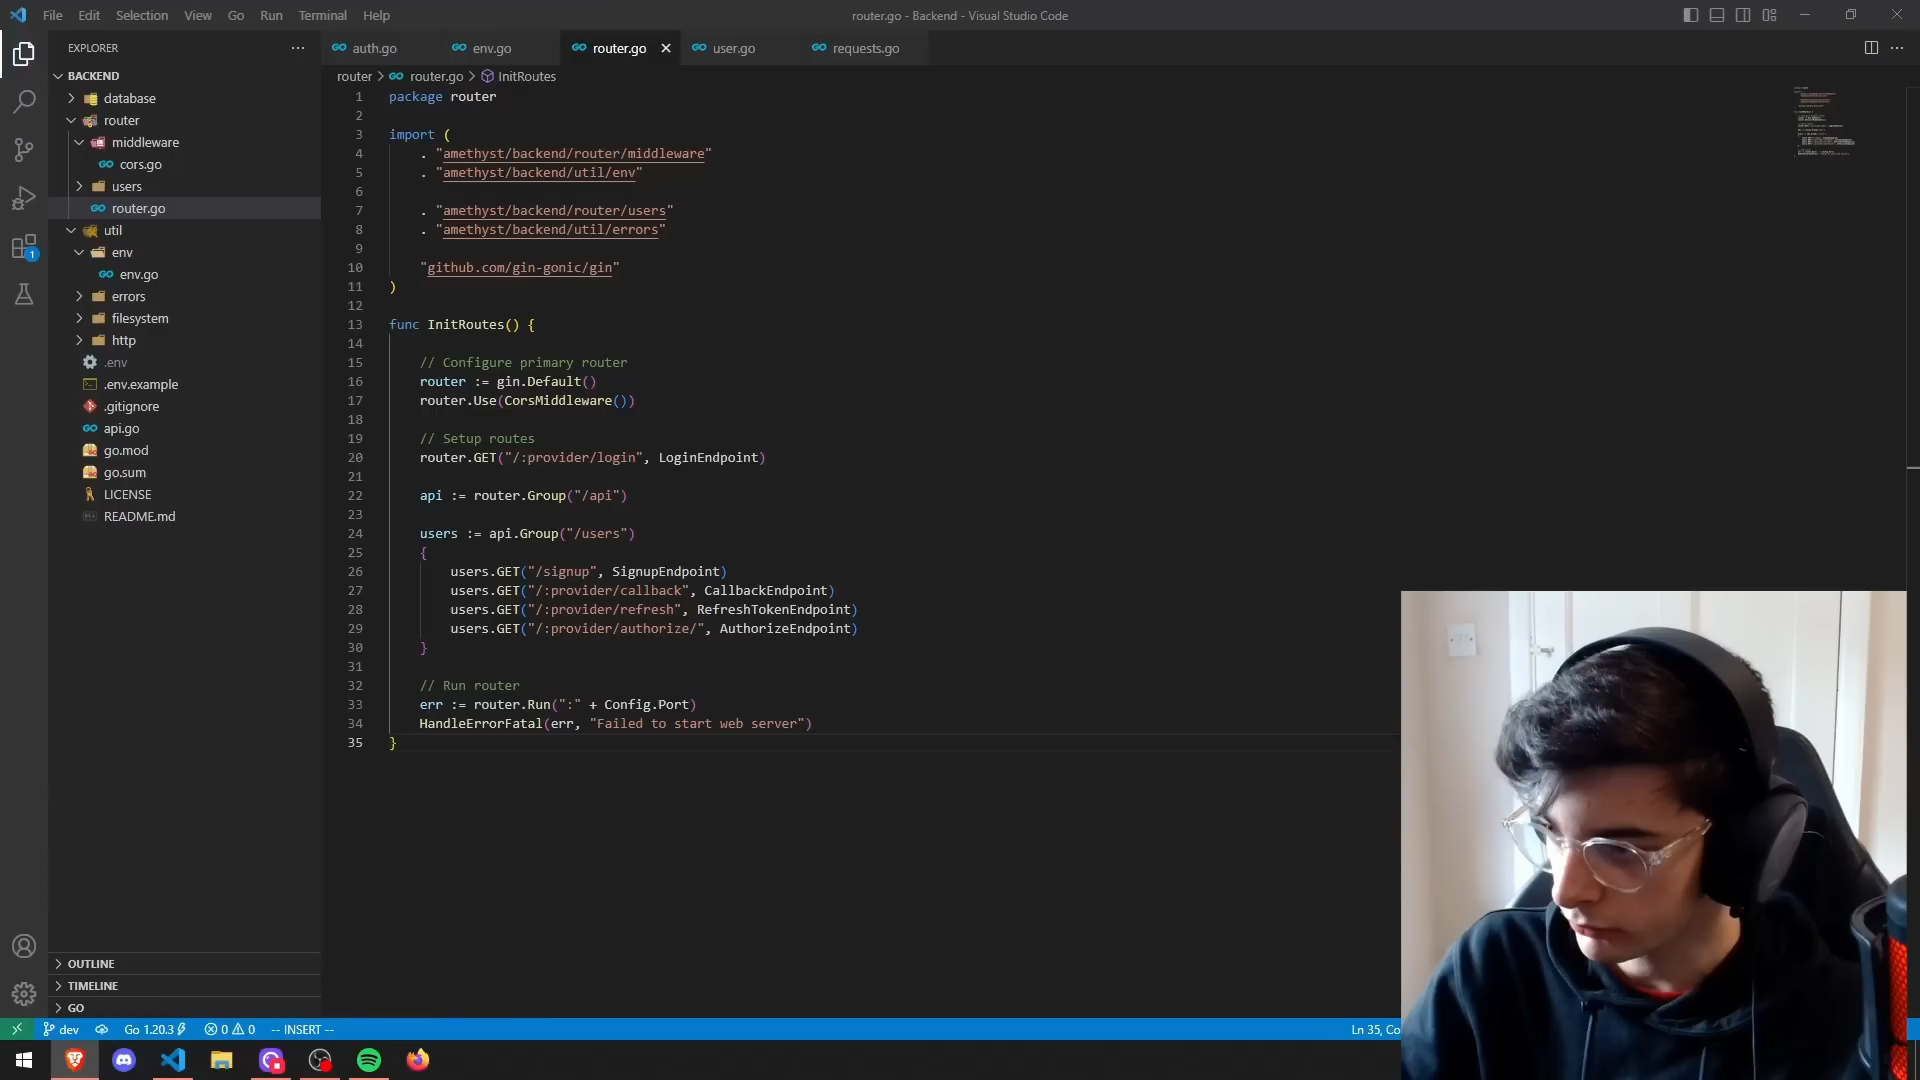 File Edit Selection View Go Run Terminal Help
router.go - Backend - Visual Studio Code
EXPLORER
BACKEND
database
router
middleware
cors.go
users
router.go
util
env
env.go
errors
filesystem
http
.env
.env.example
.gitignore
api.go
go.mod
go.sum
LICENSE
README.md
OUTLINE
TIMELINE
GO
auth.go env.go router.go user.go requests.go
router > router.go > InitRoutes
1 package router
2
3 import (
4 . "amethyst/backend/router/middleware"
5 . "amethyst/backend/util/env"
6
7 . "amethyst/backend/router/users"
8 . "amethyst/backend/util/errors"
9
10 "github.com/gin-gonic/gin"
11 )
12
13 func InitRoutes() {
14
15 // Configure primary router
16 router := gin.Default()
17 router.Use(CorsMiddleware())
18
19 // Setup routes
20 router.GET("/:provider/login", LoginEndpoint)
21
22 api := router.Group("/api")
23
24 users := api.Group("/users")
25 {
26 users.GET("/signup", SignupEndpoint)
27 users.GET("/:provider/callback", CallbackEndpoint)
28 users.GET("/:provider/refresh", RefreshTokenEndpoint)
29 users.GET("/:provider/authorize/", AuthorizeEndpoint)
30 }
31
32 // Run router
33 err := router.Run(":" + Config.Port)
34 HandleErrorFatal(err, "Failed to start web server")
35 }
1
dev Go 1.20.3 0 0 -- INSERT -- Ln 35, Co